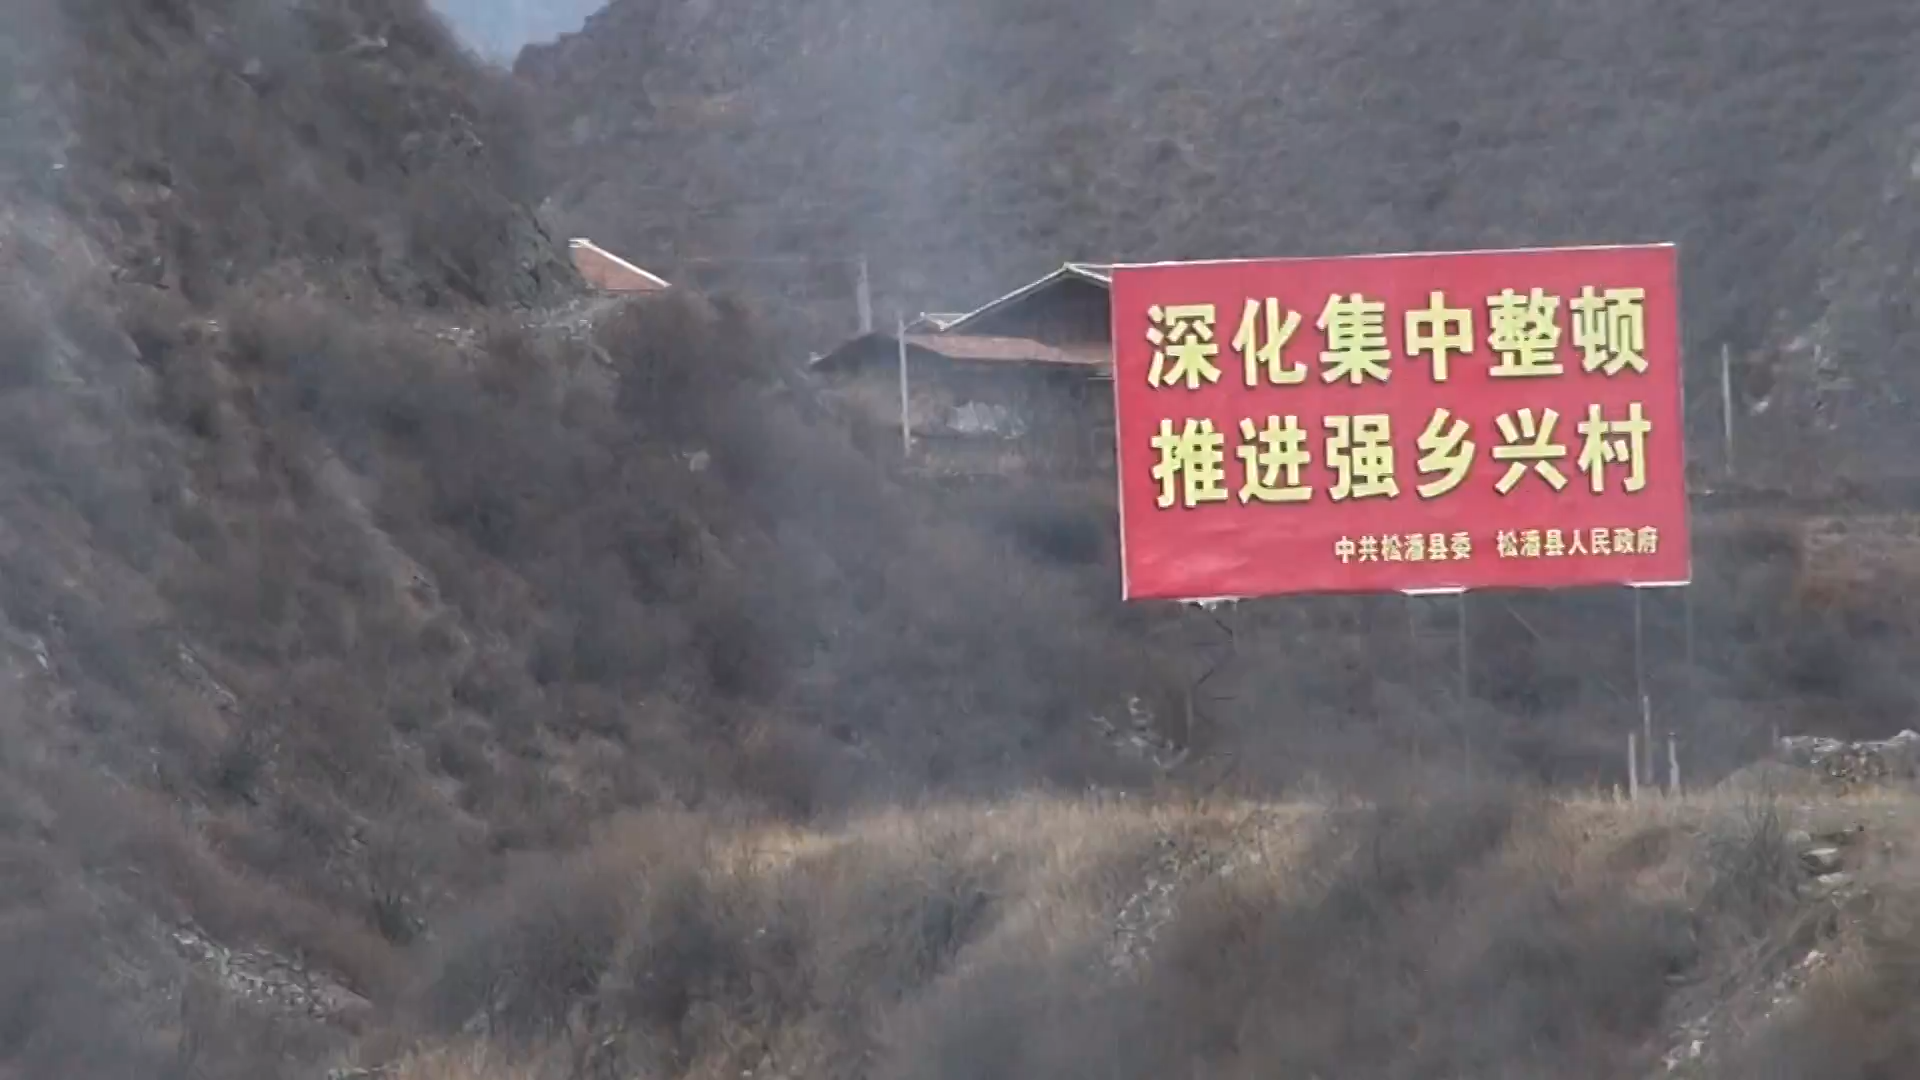 深化集中整顿
推进强乡兴村
中共松潘县委 松潘县人民政府